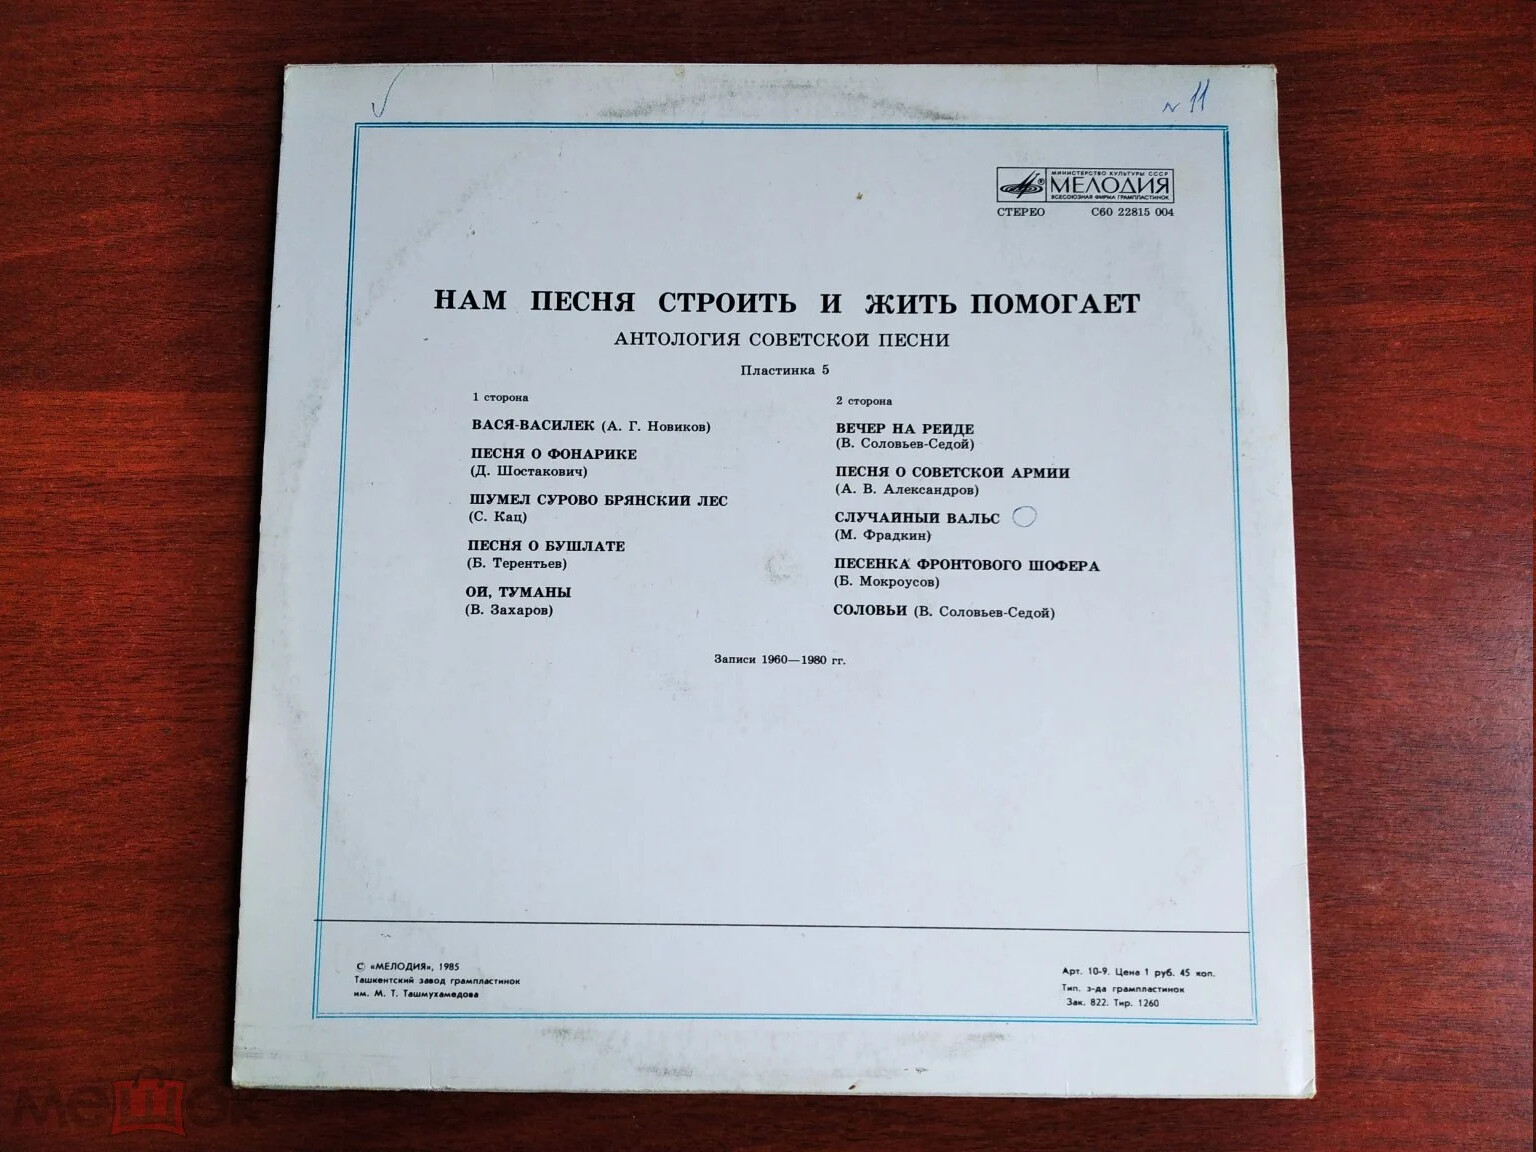 √ № 11
МИНИСТЕРСТВО КУЛЬТУРЫ СССР
МЕЛОДИЯ
ВСЕСОЮЗНАЯ ФИРМА ГРАМПЛАСТИНОК
СТЕРЕО С60 22815 004
НАМ ПЕСНЯ СТРОИТЬ И ЖИТЬ ПОМОГАЕТ
АНТОЛОГИЯ СОВЕТСКОЙ ПЕСНИ
Пластинка 5
1 сторона
ВАСЯ-ВАСИЛЕК (А. Г. Новиков)
ПЕСНЯ О ФОНАРИКЕ
(Д. Шостакович)
ШУМЕЛ СУРОВО БРЯНСКИЙ ЛЕС
(С. Кац)
ПЕСНЯ О БУШЛАТЕ
(Б. Терентьев)
ОЙ, ТУМАНЫ
(В. Захаров)
2 сторона
ВЕЧЕР НА РЕЙДЕ
(В. Соловьев-Седой)
ПЕСНЯ О СОВЕТСКОЙ АРМИИ
(А. В. Александров)
СЛУЧАЙНЫЙ ВАЛЬС
(М. Фрадкин)
ПЕСЕНКА ФРОНТОВОГО ШОФЕРА
(Б. Мокроусов)
СОЛОВЬИ (В. Соловьев-Седой)
Записи 1960—1980 гг.
© «МЕЛОДИЯ», 1985
Ташкентский завод грампластинок
им. М. Т. Ташмухамедова
Арт. 10-9. Цена 1 руб. 45 коп.
Тип. з-да грампластинок
Зак. 822. Тир. 1260
мешок